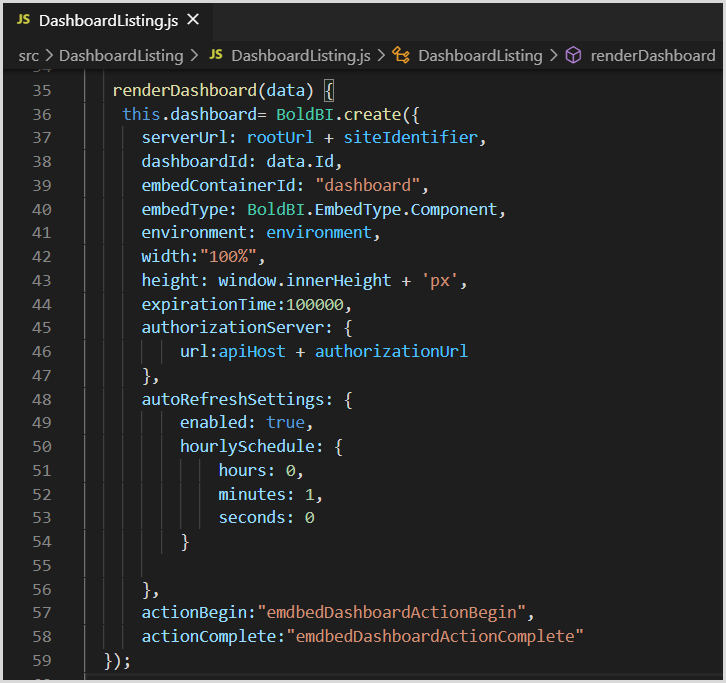 JS DashboardListing.js ×
src > DashboardListing > JS DashboardListing.js > DashboardListing > renderDashboard
34
35 renderDashboard(data) {
36 this.dashboard= BoldBI.create({
37 serverUrl: rootUrl + siteIdentifier,
38 dashboardId: data.Id,
39 embedContainerId: "dashboard",
40 embedType: BoldBI.EmbedType.Component,
41 environment: environment,
42 width:"100%",
43 height: window.innerHeight + 'px',
44 expirationTime:100000,
45 authorizationServer: {
46 url:apiHost + authorizationUrl
47 },
48 autoRefreshSettings: {
49 enabled: true,
50 hourlySchedule: {
51 hours: 0,
52 minutes: 1,
53 seconds: 0
54 }
55
56 },
57 actionBegin:"emdbedDashboardActionBegin",
58 actionComplete:"emdbedDashboardActionComplete"
59 });